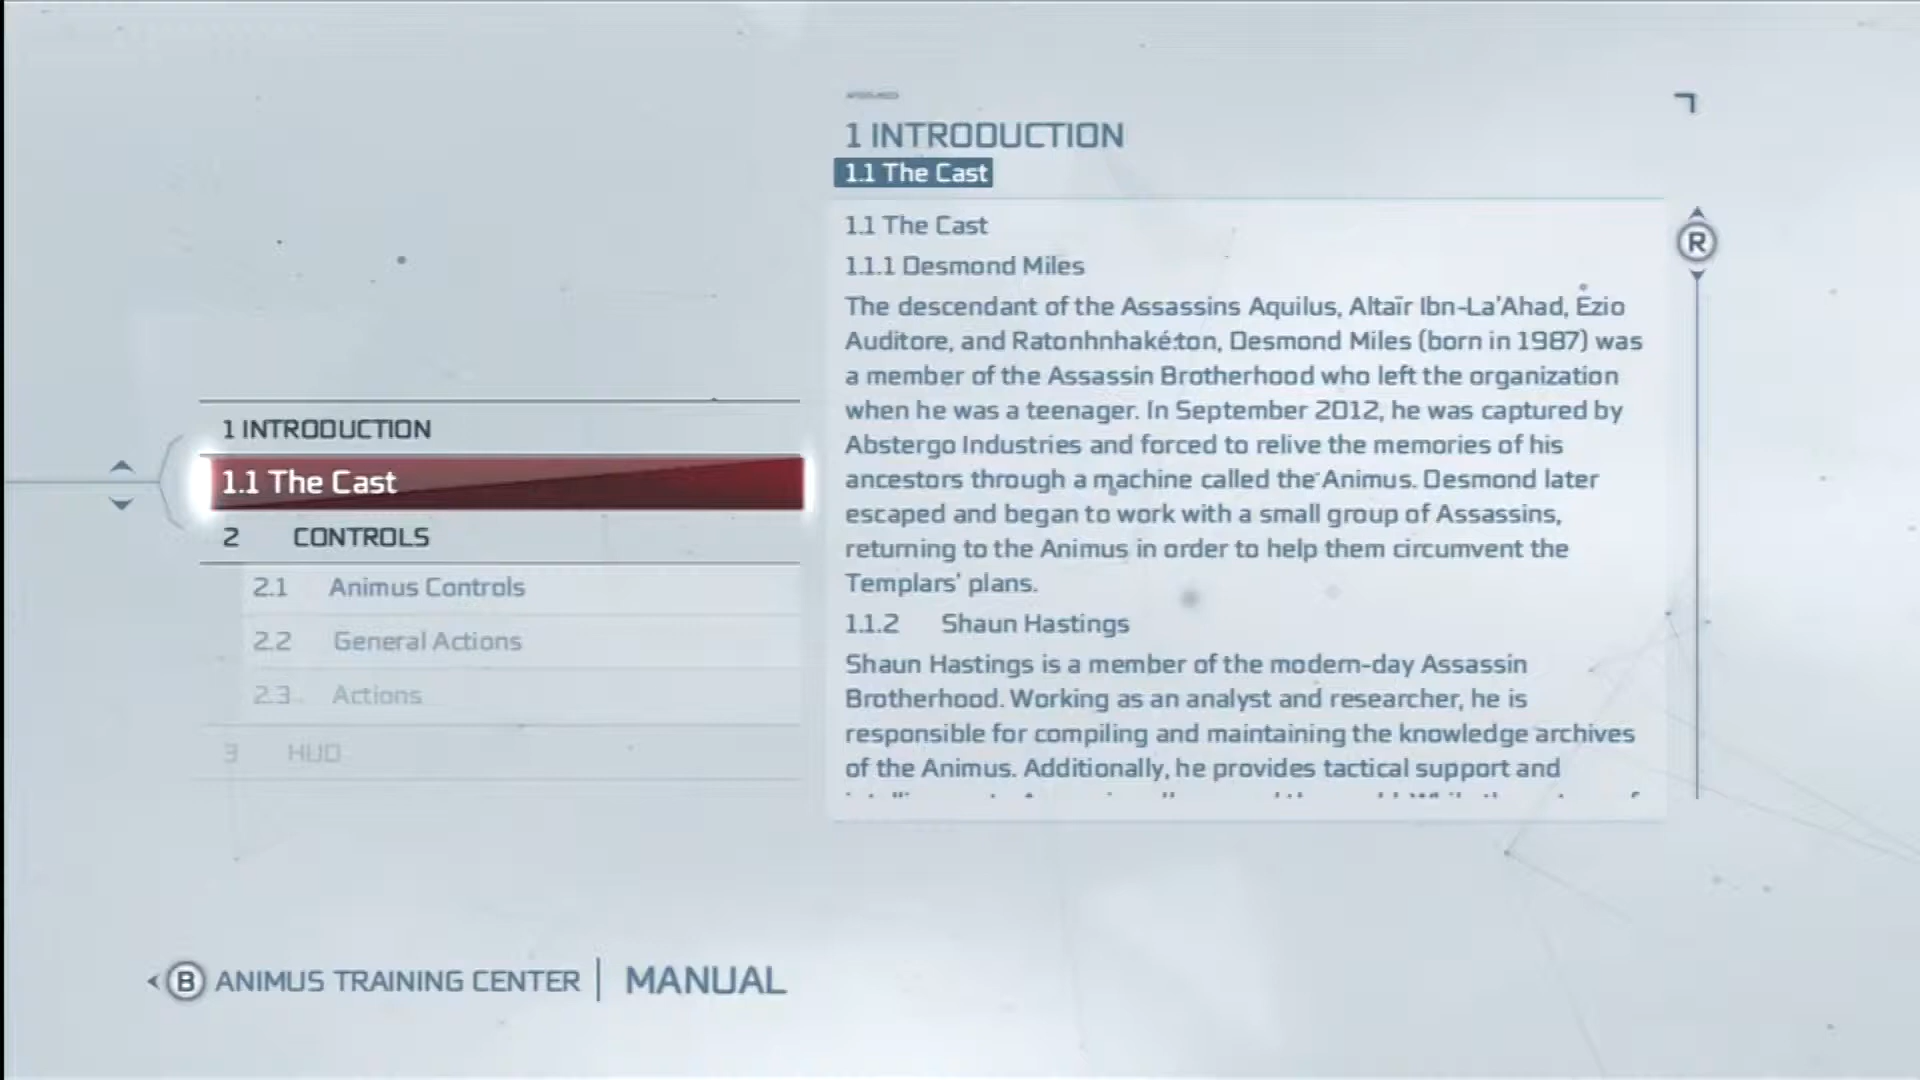 1 INTRODUCTION
1.1 The Cast
2 CONTROLS
2.1 Animus Controls
2.2 General Actions
2.3 Actions
3 HUD
1 INTRODUCTION
1.1 The Cast
1.1 The Cast
1.1.1 Desmond Miles
The descendant of the Assassins Aquilus, Altaïr Ibn-La'Ahad, Ezio
Auditore, and Ratonhnhaké:ton, Desmond Miles (born in 1987) was
a member of the Assassin Brotherhood who left the organization
when he was a teenager. In September 2012, he was captured by
Abstergo Industries and forced to relive the memories of his
ancestors through a machine called the Animus. Desmond later
escaped and began to work with a small group of Assassins,
returning to the Animus in order to help them circumvent the
Templars' plans.
1.1.2 Shaun Hastings
Shaun Hastings is a member of the modern-day Assassin
Brotherhood. Working as an analyst and researcher, he is
responsible for compiling and maintaining the knowledge archives
of the Animus. Additionally, he provides tactical support and
R
B ANIMUS TRAINING CENTER | MANUAL